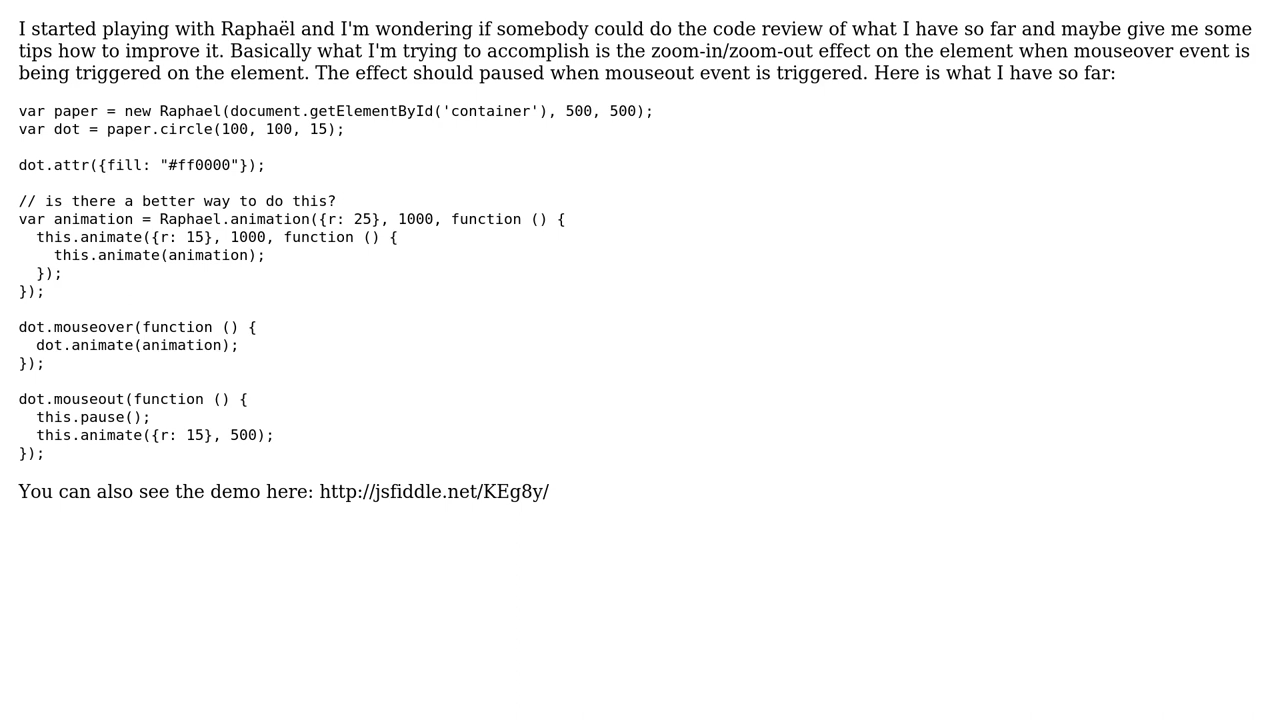 I started playing with Raphaël and I'm wondering if somebody could do the code review of what I have so far and maybe give me some
tips how to improve it. Basically what I'm trying to accomplish is the zoom-in/zoom-out effect on the element when mouseover event is
being triggered on the element. The effect should paused when mouseout event is triggered. Here is what I have so far:
var paper = new Raphael(document.getElementById('container'), 500, 500);
var dot = paper.circle(100, 100, 15);
dot.attr({fill: "#ff0000"});
// is there a better way to do this?
var animation = Raphael.animation({r: 25}, 1000, function () {
  this.animate({r: 15}, 1000, function () {
    this.animate(animation);
  });
});
dot.mouseover(function () {
  dot.animate(animation);
});
dot.mouseout(function () {
  this.pause();
  this.animate({r: 15}, 500);
});
You can also see the demo here: http://jsfiddle.net/KEg8y/